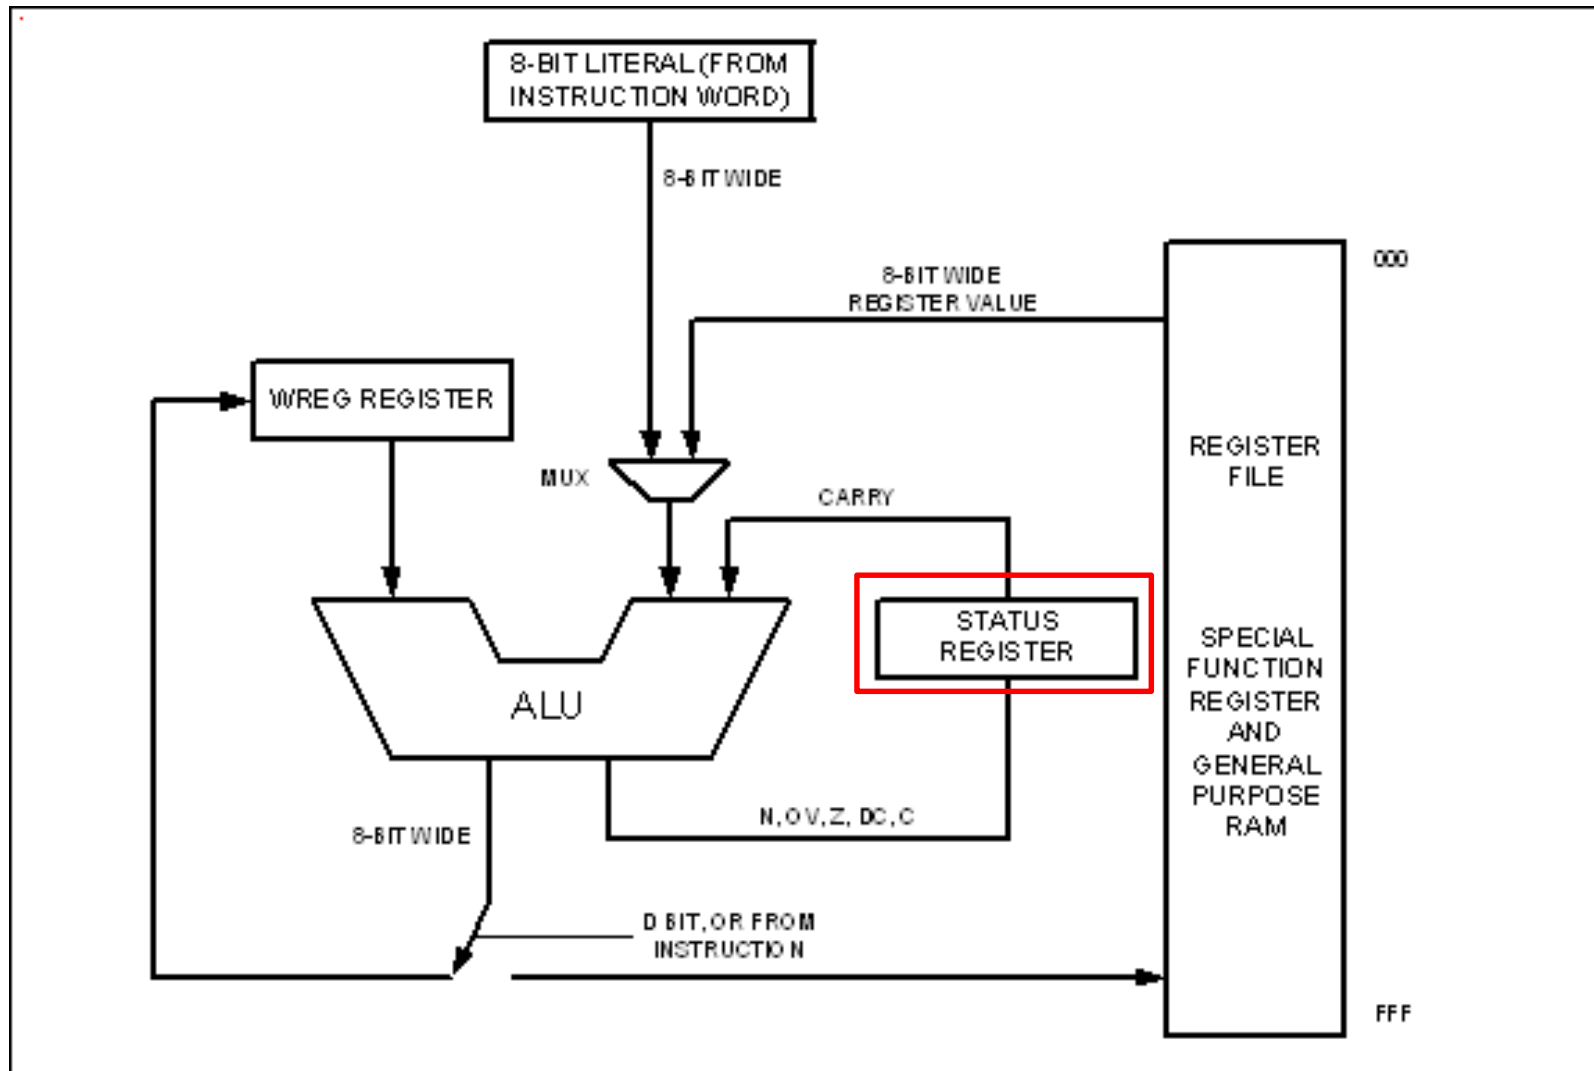 8-BIT LITERAL (FROM
INSTRUCTION WORD)
8-BIT WIDE
8-BIT WIDE
REGISTER VALUE
000
WREG REGISTER
MUX
CARRY
REGISTER
FILE
STATUS
REGISTER
SPECIAL
FUNCTION
REGISTER
AND
GENERAL
PURPOSE
RAM
ALU
8-BIT WIDE
N, OV, Z, DC, C
D BIT, OR FROM
INSTRUCTION
FFF